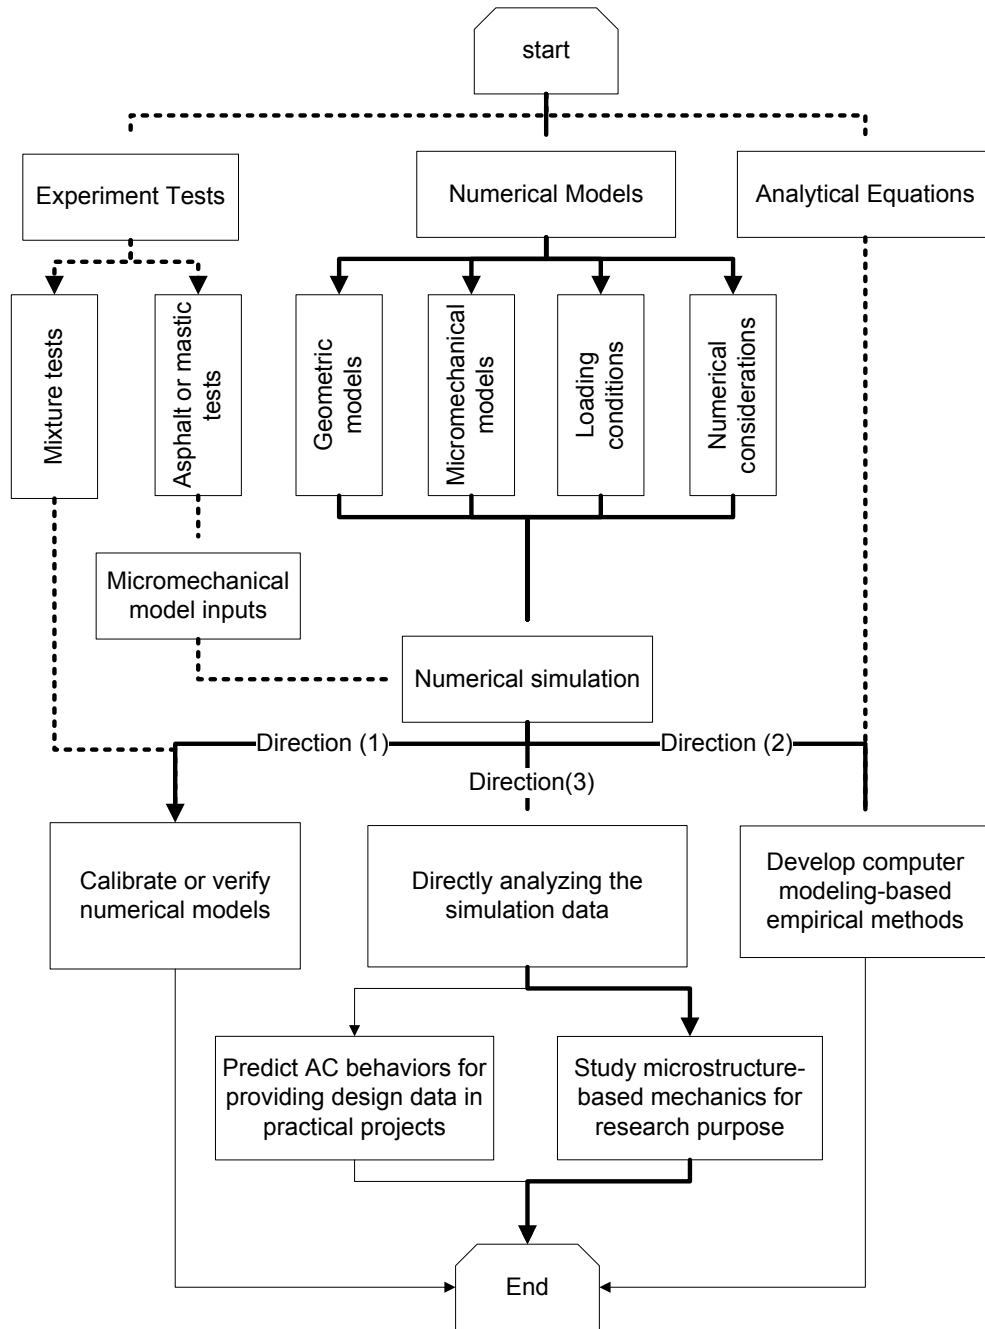 start
Experiment Tests
Numerical Models
Analytical Equations
Mixture tests
Asphalt or mastic
tests
Geometric
models
Micromechanical
models
Loading
conditions
Numerical
considerations
Micromechanical
model inputs
Numerical simulation
Direction (1)
Direction (2)
Direction(3)
Calibrate or verify
numerical models
Directly analyzing the
simulation data
Develop computer
modeling-based
empirical methods
Predict AC behaviors for
providing design data in
practical projects
Study microstructure-
based mechanics for
research purpose
End